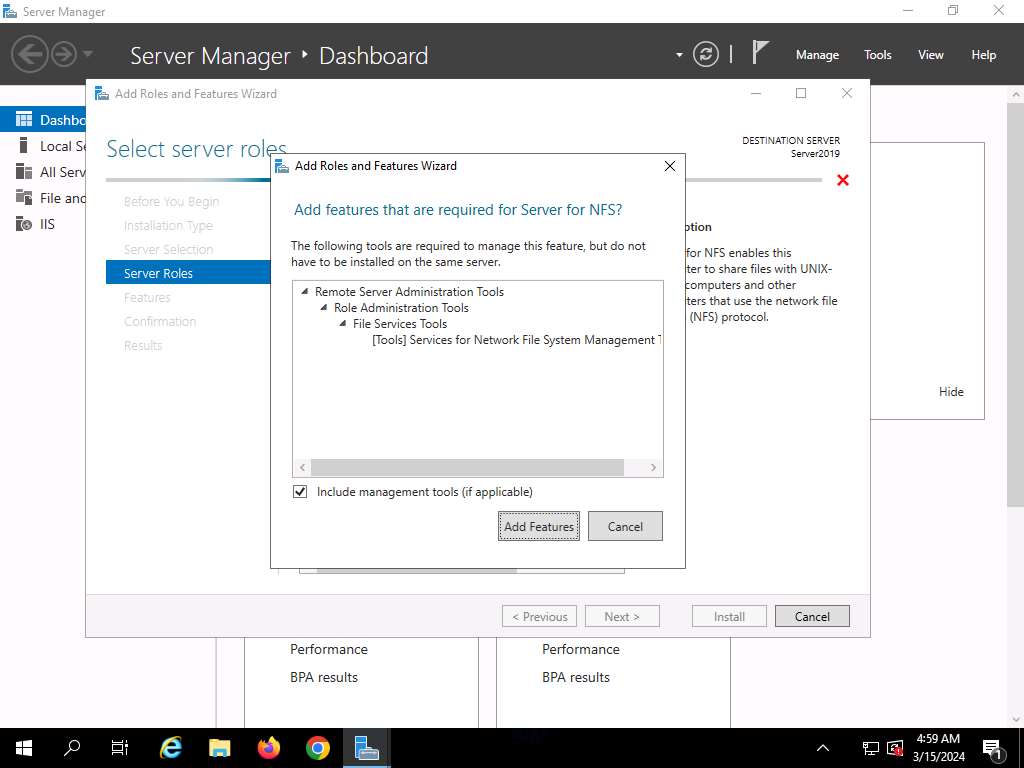 Server Manager
Server Manager ‣ Dashboard
Manage
Tools
View
Help
Add Roles and Features Wizard
Local
All
File and
IIS
Select server roles
DESTINATION SERVER
Server2019
Before You Begin
Installation Type
Server Selection
Server Roles
Features
Confirmation
Results
Add Roles and Features Wizard
Add features that are required for Server for NFS?
The following tools are required to manage this feature, but do not
have to be installed on the same server.
Remote Server Administration Tools
Role Administration Tools
File Services Tools
[Tools] Services for Network File System Management
Include management tools (if applicable)
Add Features
Cancel
for NFS enables this
to share files with UNIX-
computers and other
that use the network file
(NFS) protocol.
Hide
< Previous
Next >
Install
Cancel
Performance
BPA results
Performance
BPA results
4:59 AM
3/15/2024
1